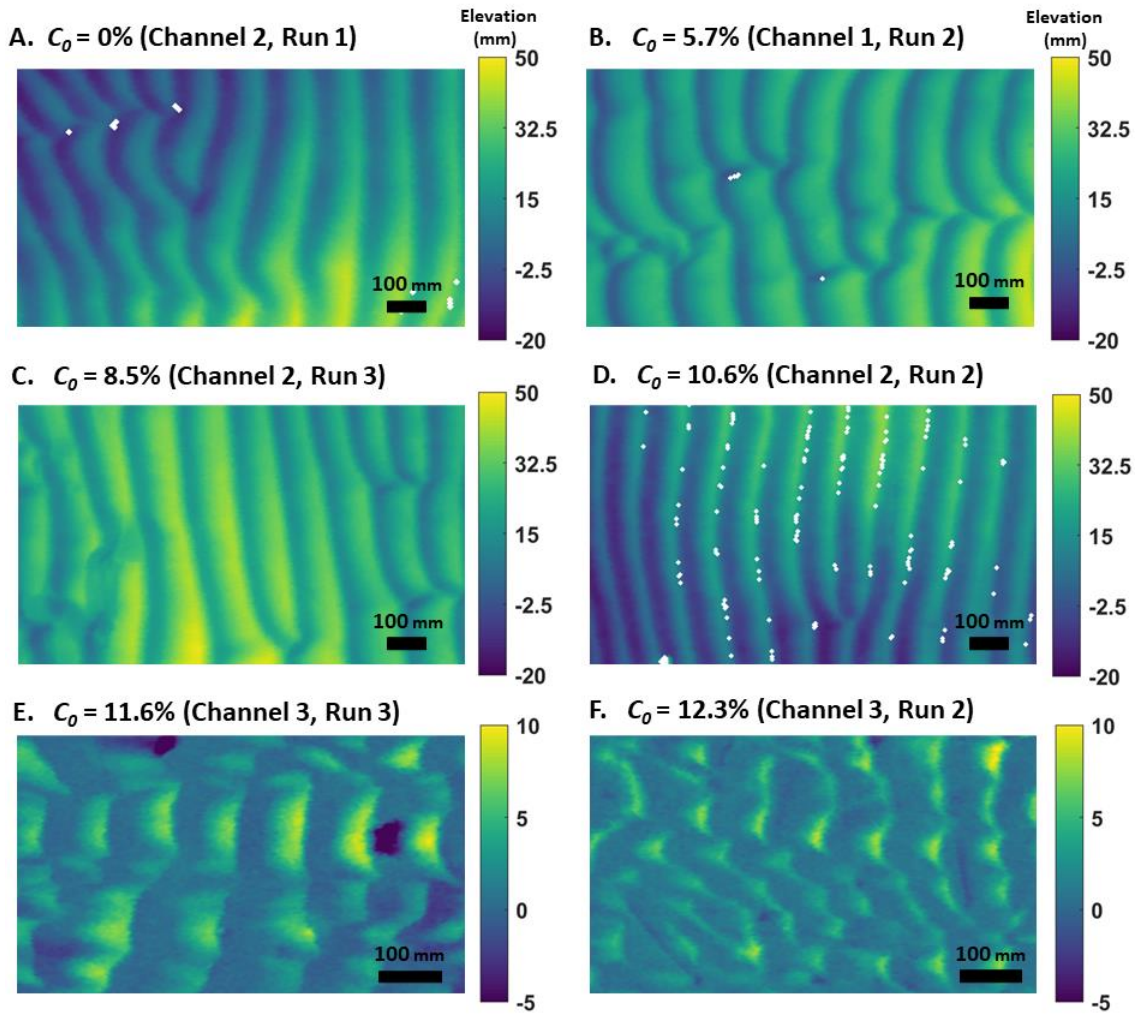 A. C0 = 0% (Channel 2, Run 1)
Elevation
(mm)
50
32.5
15
-2.5
-20
100 mm
B. C0 = 5.7% (Channel 1, Run 2)
Elevation
(mm)
50
32.5
15
-2.5
-20
100 mm
C. C0 = 8.5% (Channel 2, Run 3)
50
32.5
15
-2.5
-20
100 mm
D. C0 = 10.6% (Channel 2, Run 2)
50
32.5
15
-2.5
-20
100 mm
E. C0 = 11.6% (Channel 3, Run 3)
10
5
0
-5
100 mm
F. C0 = 12.3% (Channel 3, Run 2)
10
5
0
-5
100 mm